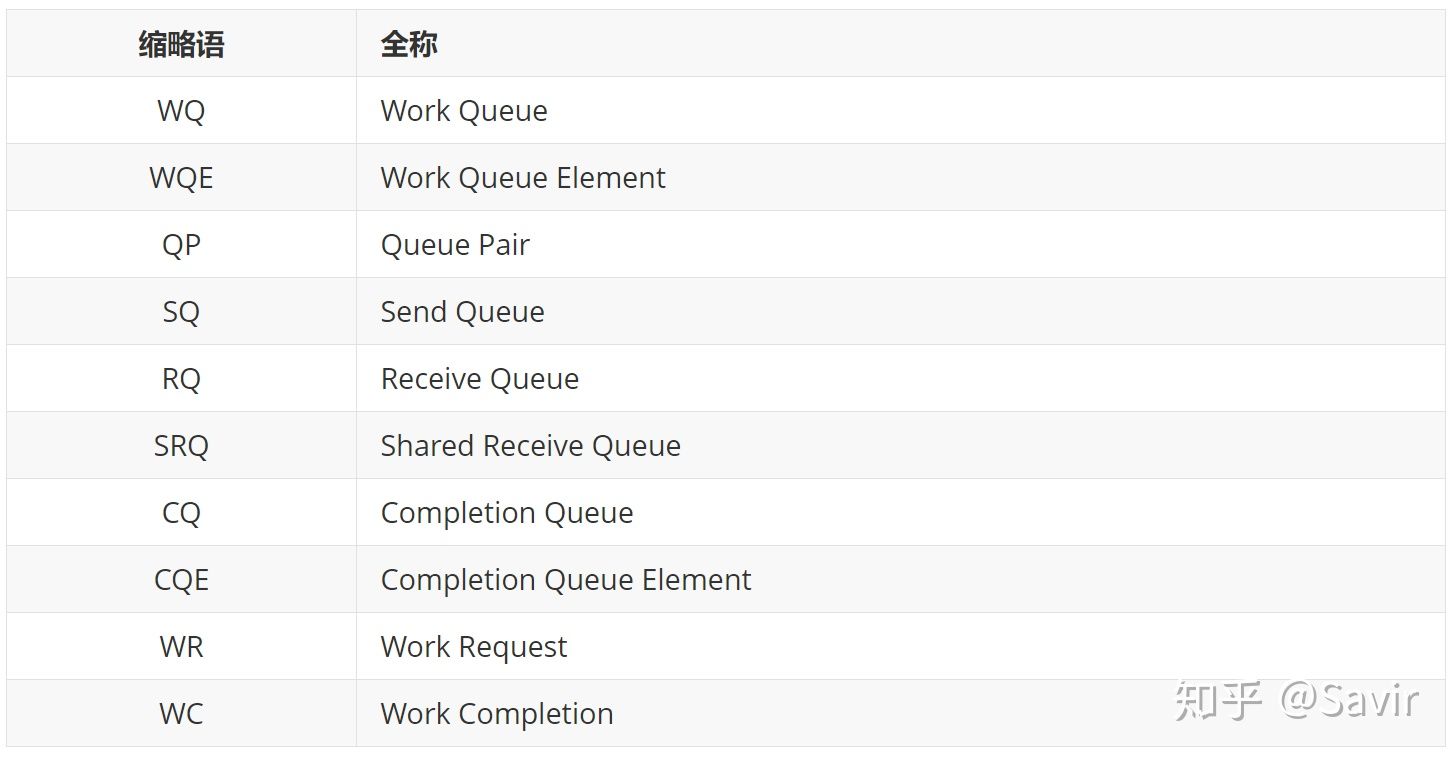 缩略语 全称
WQ Work Queue
WQE Work Queue Element
QP Queue Pair
SQ Send Queue
RQ Receive Queue
SRQ Shared Receive Queue
CQ Completion Queue
CQE Completion Queue Element
WR Work Request
WC Work Completion
知乎 @Savir